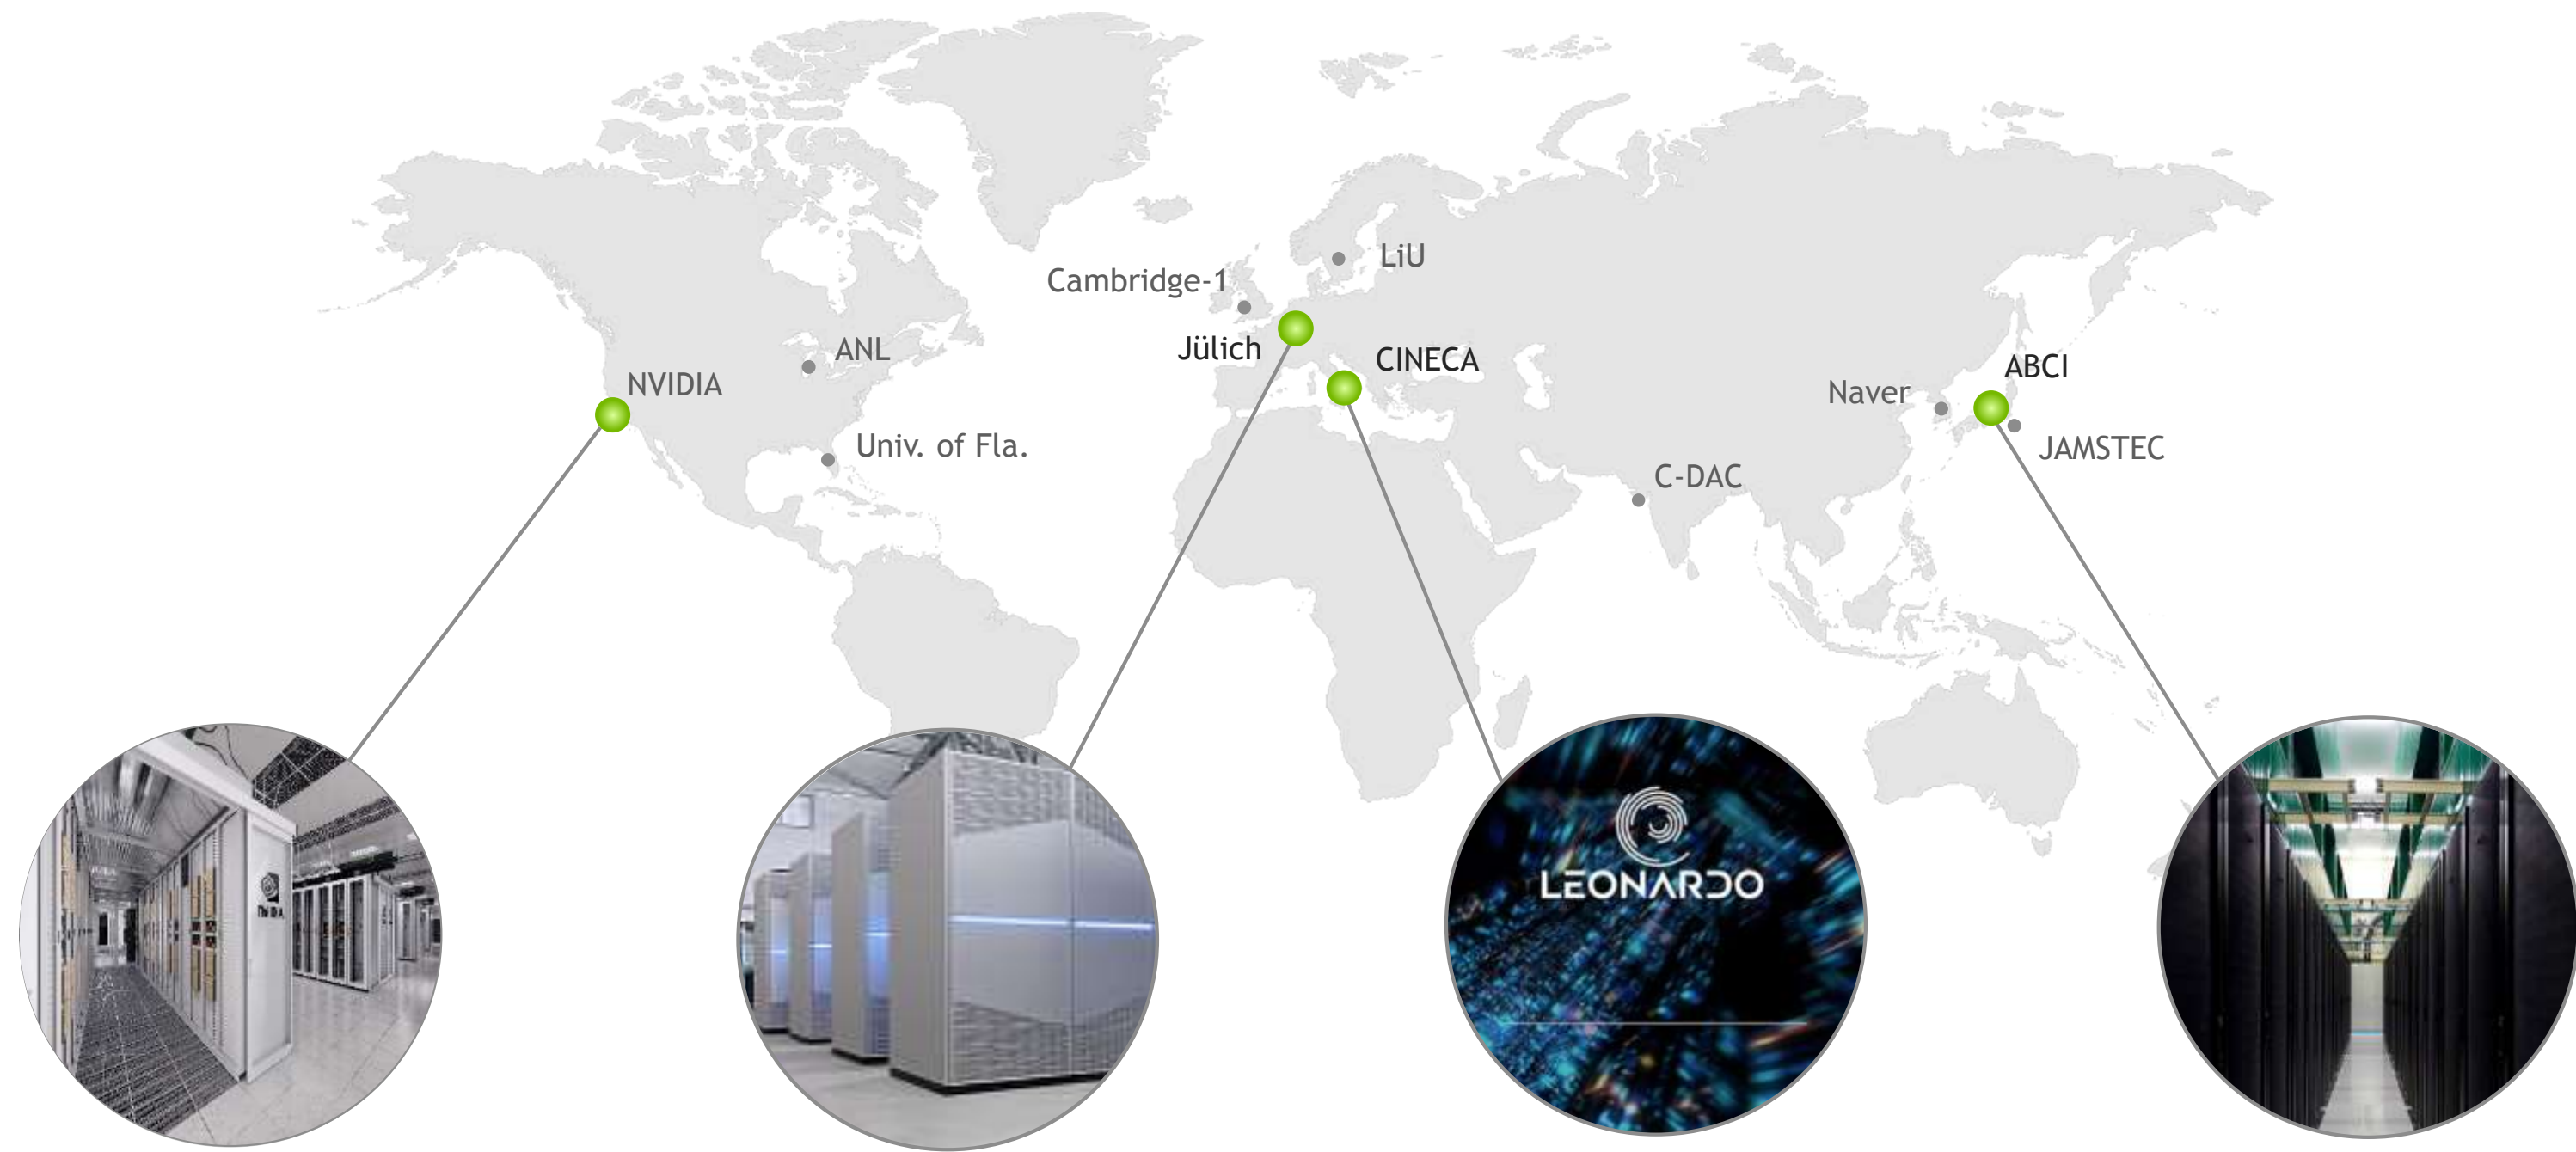 LiU
Cambridge-1
Jülich
CINECA
ANL
NVIDIA
ABCI
Naver
Univ. of Fla.
JAMSTEC
C-DAC
LEONARDO